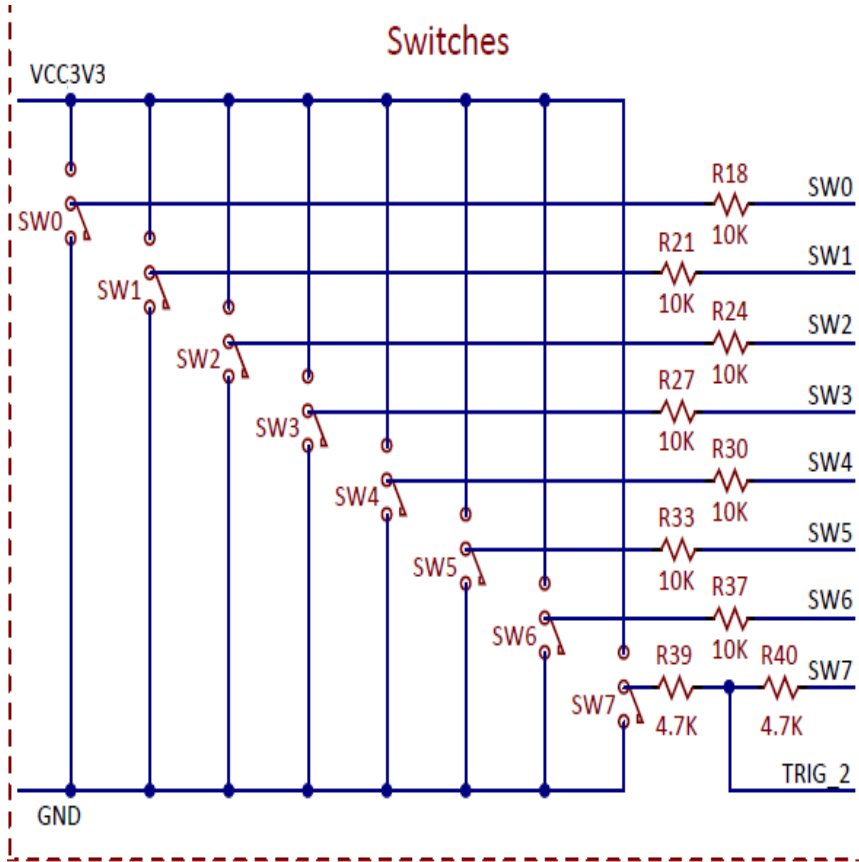 Switches
VCC3V3
R18
SW0
SW0
10K
R21
SW1
SW1
10K
R24
SW2
SW2
10K
R27
SW3
SW3
10K
R30
SW4
SW4
10K
R33
SW5
SW5
10K
R37
SW6
SW6
10K
R39
R40
SW7
SW7
4.7K
4.7K
TRIG_2
GND